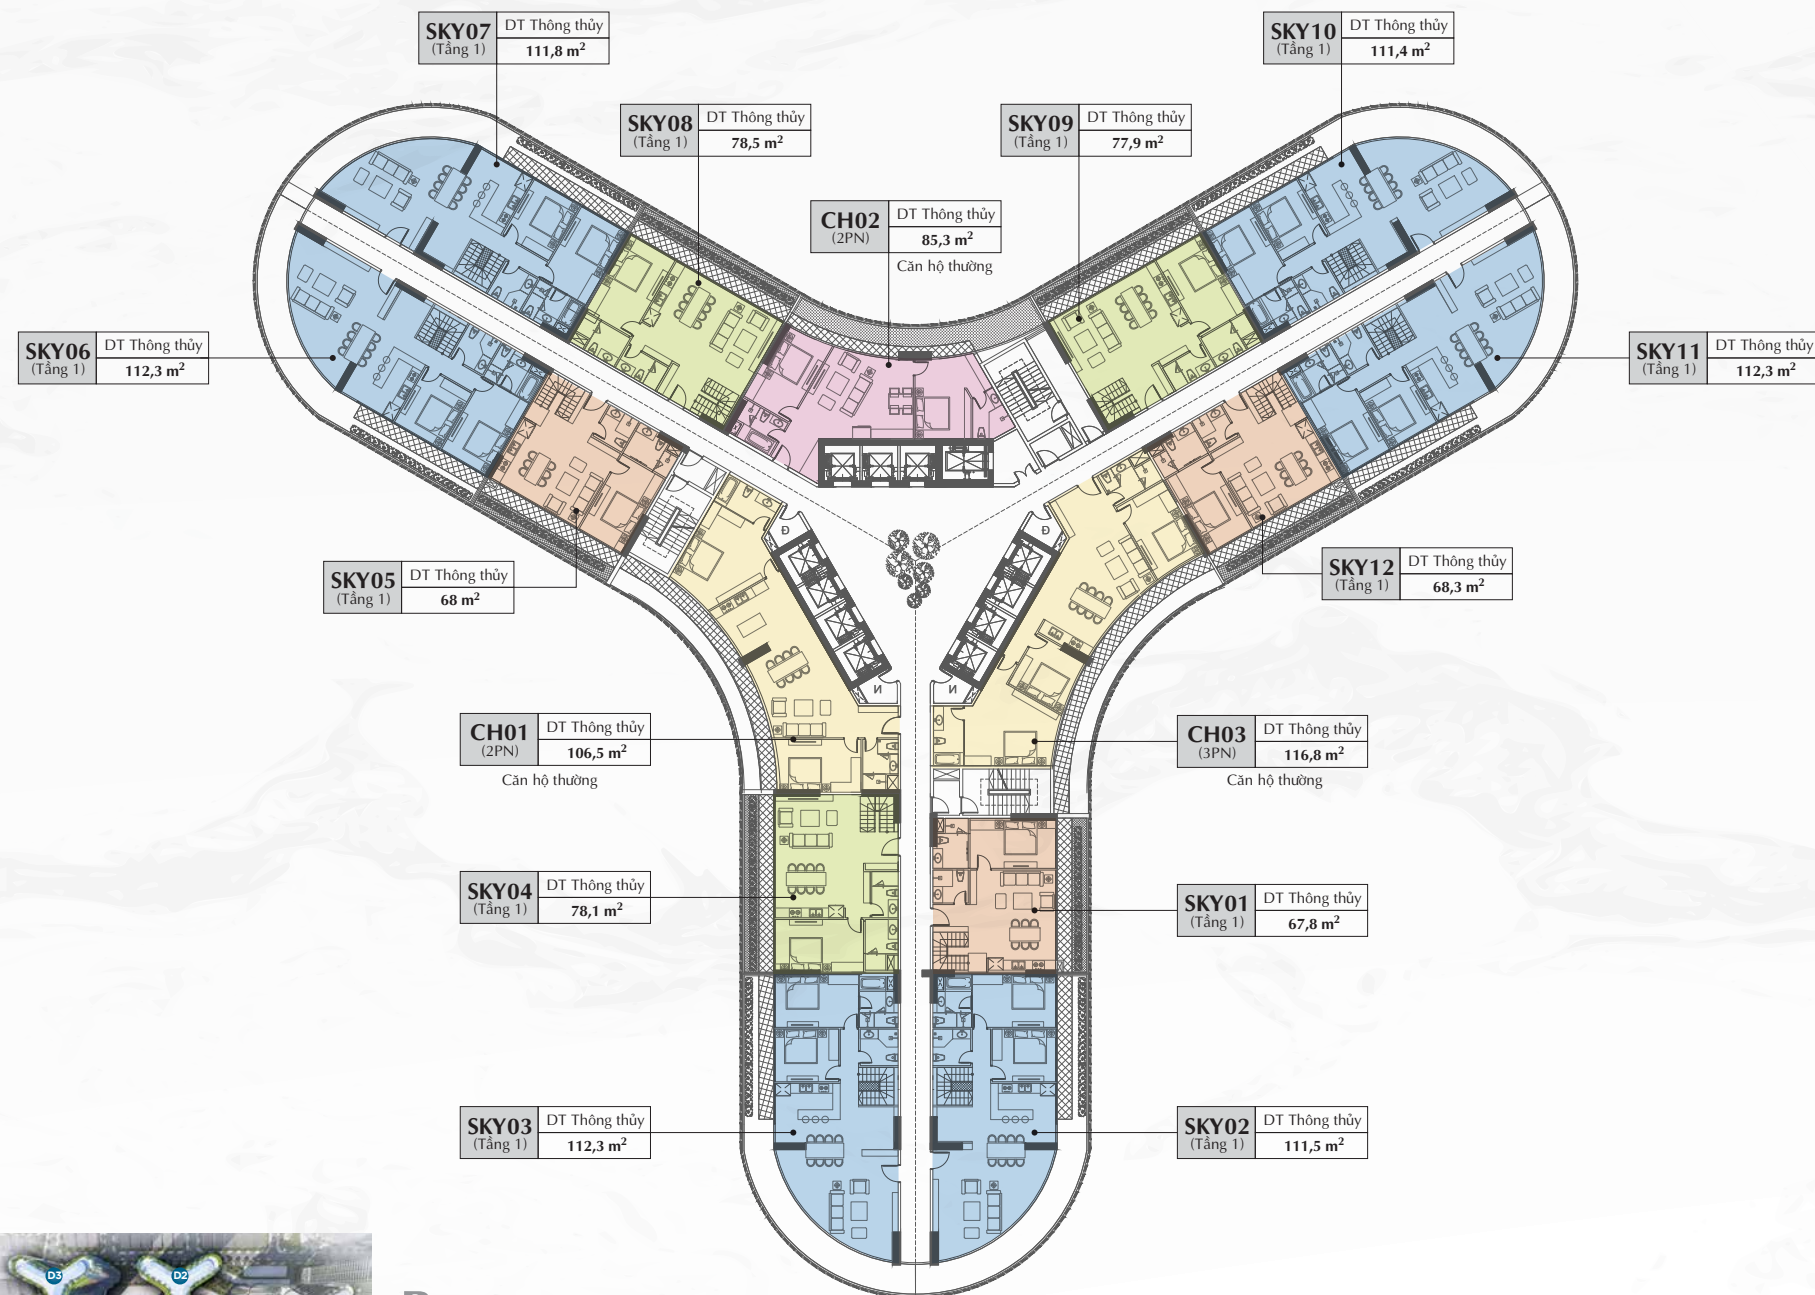 SKY07
(Tầng 1)
DT Thông thủy
111,8 m²
SKY10
(Tầng 1)
DT Thông thủy
111,4 m²
SKY08
(Tầng 1)
DT Thông thủy
78,5 m²
SKY09
(Tầng 1)
DT Thông thủy
77,9 m²
CH02
(2PN)
DT Thông thủy
85,3 m²
Căn hộ thường
SKY06
(Tầng 1)
DT Thông thủy
112,3 m²
SKY11
(Tầng 1)
DT Thông thủy
112,3 m²
Đ
Đ
SKY05
(Tầng 1)
DT Thông thủy
68 m²
SKY12
(Tầng 1)
DT Thông thủy
68,3 m²
N
N
CH01
(2PN)
DT Thông thủy
106,5 m²
Căn hộ thường
CH03
(3PN)
DT Thông thủy
116,8 m²
Căn hộ thường
SKY04
(Tầng 1)
DT Thông thủy
78,1 m²
SKY01
(Tầng 1)
DT Thông thủy
67,8 m²
SKY03
(Tầng 1)
DT Thông thủy
112,3 m²
SKY02
(Tầng 1)
DT Thông thủy
111,5 m²
D3
D2